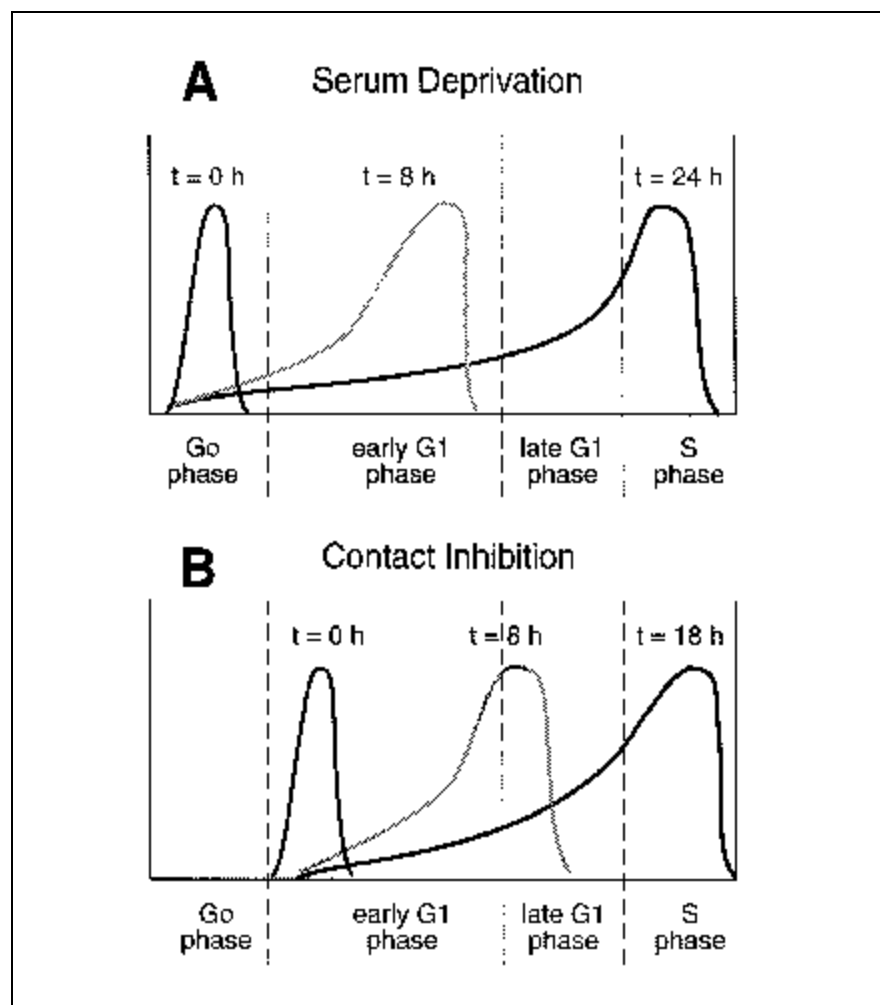 A Serum Deprivation
t = 0 h t = 8 h t = 24 h
Go early G1 late G1 S
phase phase phase phase
B Contact Inhibition
t = 0 h t = 8 h t = 18 h
Go early G1 late G1 S
phase phase phase phase